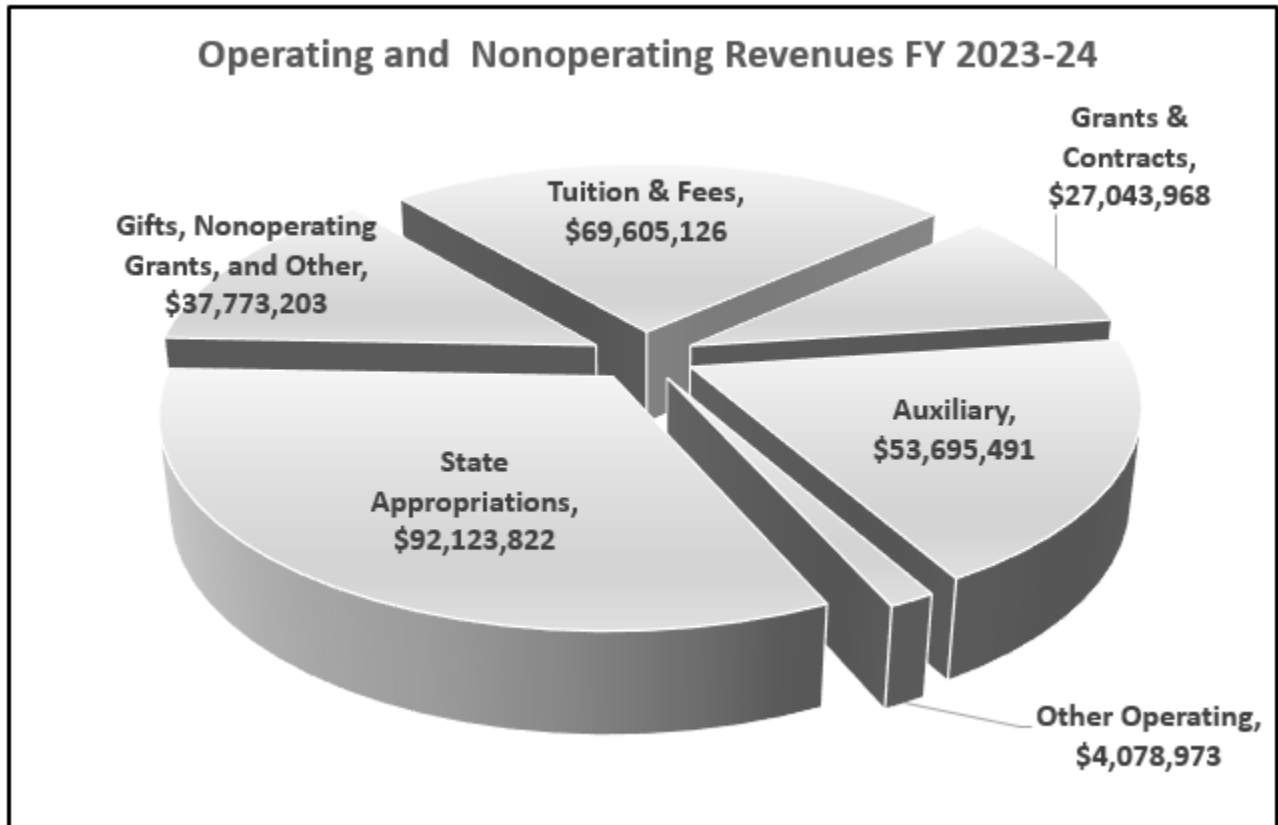 Operating and  Nonoperating Revenues FY 2023-24
Grants &
Contracts,
$27,043,968
Tuition & Fees,
$69,605,126
Gifts, Nonoperating
Grants, and Other,
$37,773,203
Auxiliary,
$53,695,491
State
Appropriations,
$92,123,822
Other Operating,
$4,078,973